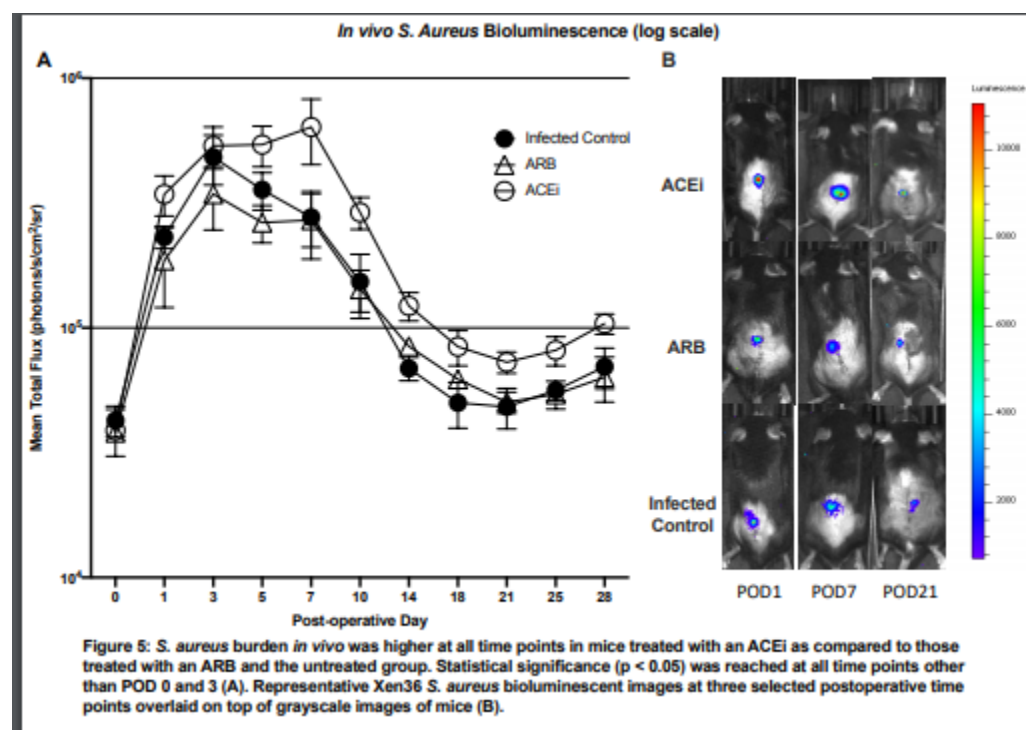 In vivo S. Aureus Bioluminescence (log scale)
A
B
10⁶
10⁵
10⁴
Mean Total Flux (photons/s/cm²/sr)
Infected Control
ARB
ACEi
0 1 3 5 7 10 14 18 21 25 28
Post-operative Day
Luminescence
10000
8000
6000
4000
2000
ACEi
ARB
Infected
Control
POD1 POD7 POD21
Figure 5: S. aureus burden in vivo was higher at all time points in mice treated with an ACEi as compared to those
treated with an ARB and the untreated group. Statistical significance (p < 0.05) was reached at all time points other
than POD 0 and 3 (A). Representative Xen36 S. aureus bioluminescent images at three selected postoperative time
points overlaid on top of grayscale images of mice (B).